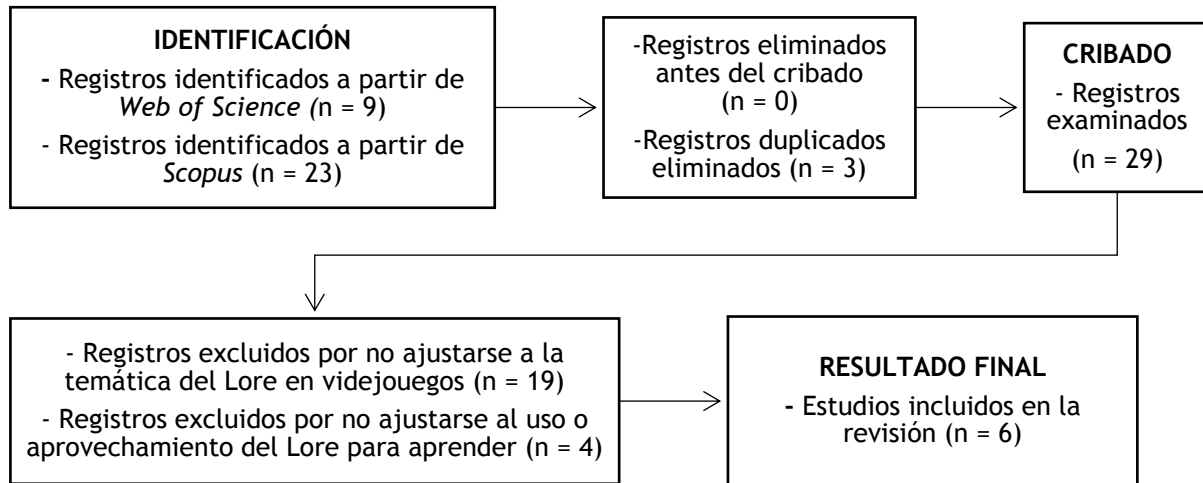 IDENTIFICACIÓN
- Registros identificados a partir de
Web of Science (n = 9)
- Registros identificados a partir de
Scopus (n = 23)
-Registros eliminados
antes del cribado
(n = 0)
-Registros duplicados
eliminados (n = 3)
CRIBADO
- Registros
examinados
(n = 29)
- Registros excluidos por no ajustarse a la
temática del Lore en videjouegos (n = 19)
- Registros excluidos por no ajustarse al uso o
aprovechamiento del Lore para aprender (n = 4)
RESULTADO FINAL
- Estudios incluidos en la
revisión (n = 6)